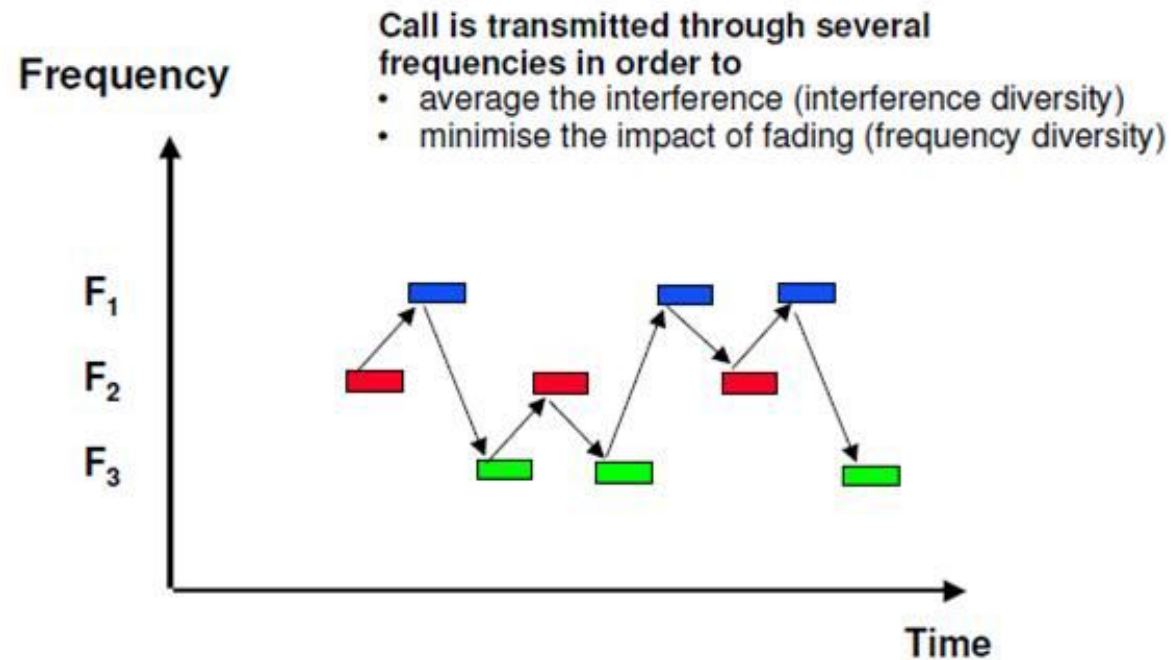 Call is transmitted through several
frequencies in order to
• average the interference (interference diversity)
• minimise the impact of fading (frequency diversity)
Frequency
F1
F2
F3
Time